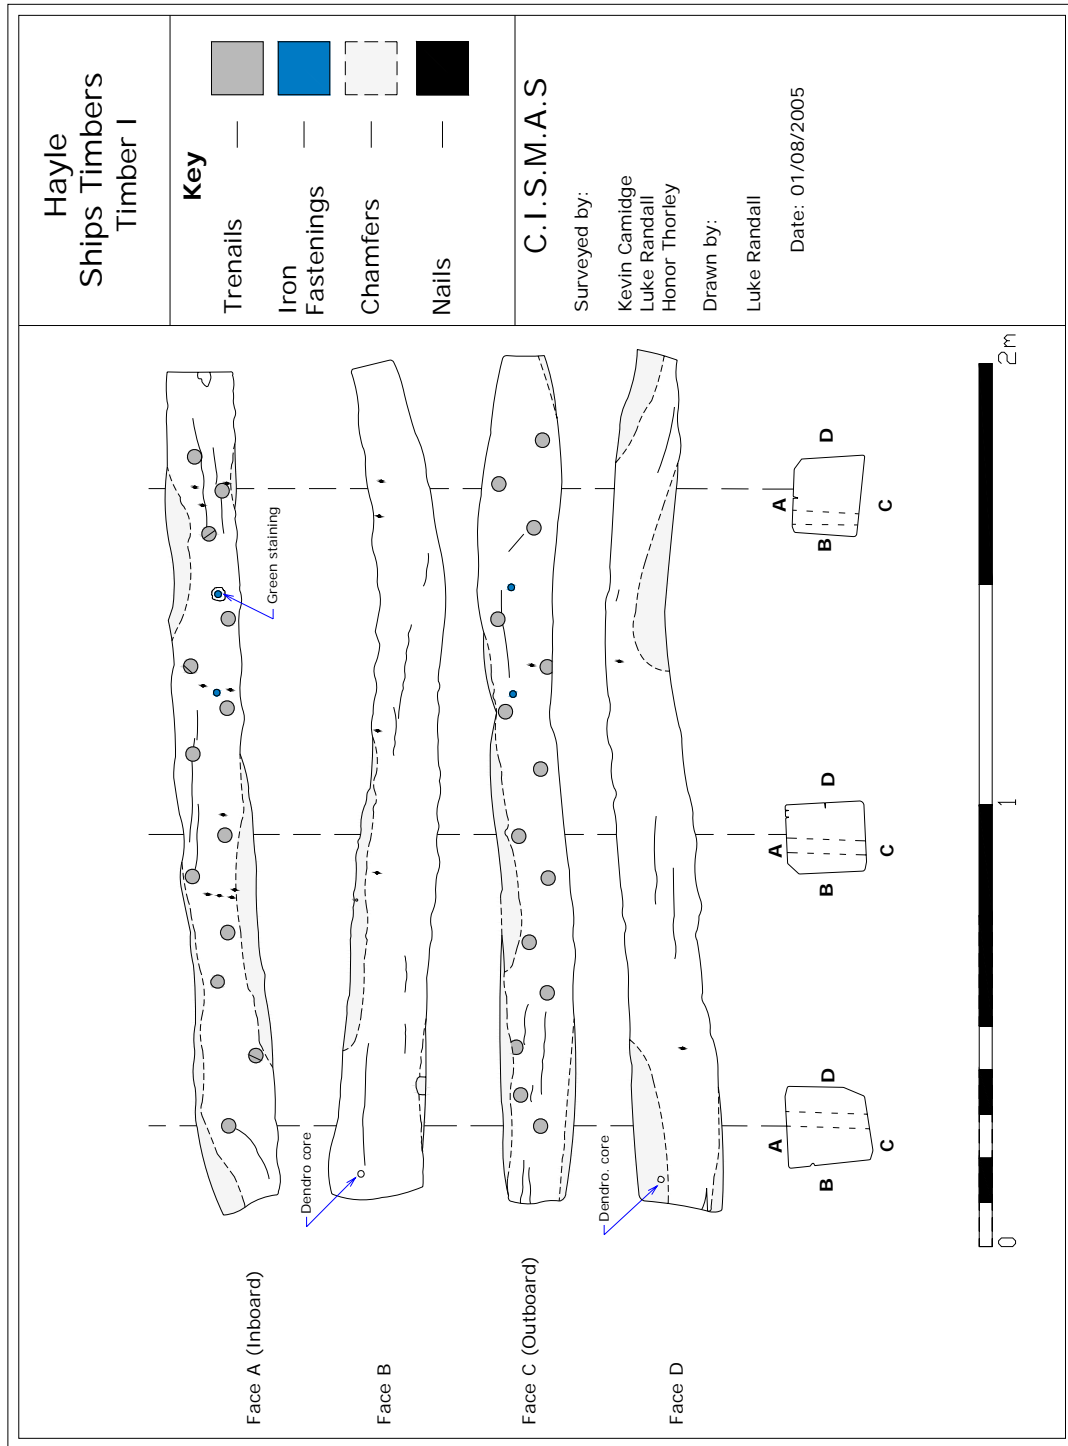 Hayle
Ships Timbers
Timber I
Key
Trenails
Iron
Fastenings
Chamfers
Nails
C.I.S.M.A.S
Surveyed by:
Kevin Camidge
Luke Randall
Honor Thorley
Drawn by:
Luke Randall
Date: 01/08/2005
Face A (Inboard)
Green staining
Face B
Dendro core
Face C (Outboard)
Face D
Dendro. core
A
B
C
D
A
B
C
D
A
B
C
D
0
1
2m